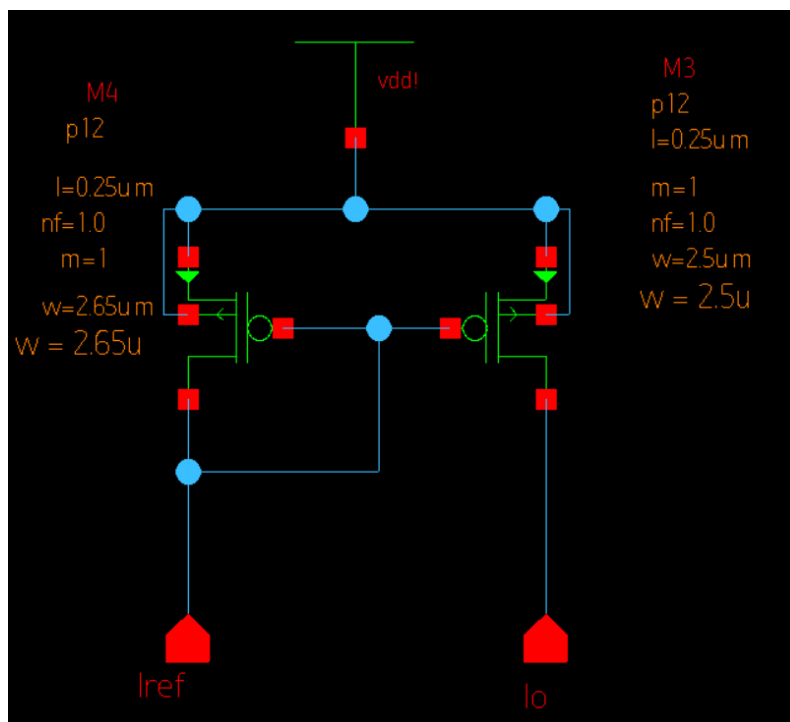 vdd!
M4
p12
l=0.25um
nf=1.0
m=1
w=2.65um
w = 2.65u
M3
p12
l=0.25um
m=1
nf=1.0
w=2.5um
w = 2.5u
Iref
Io